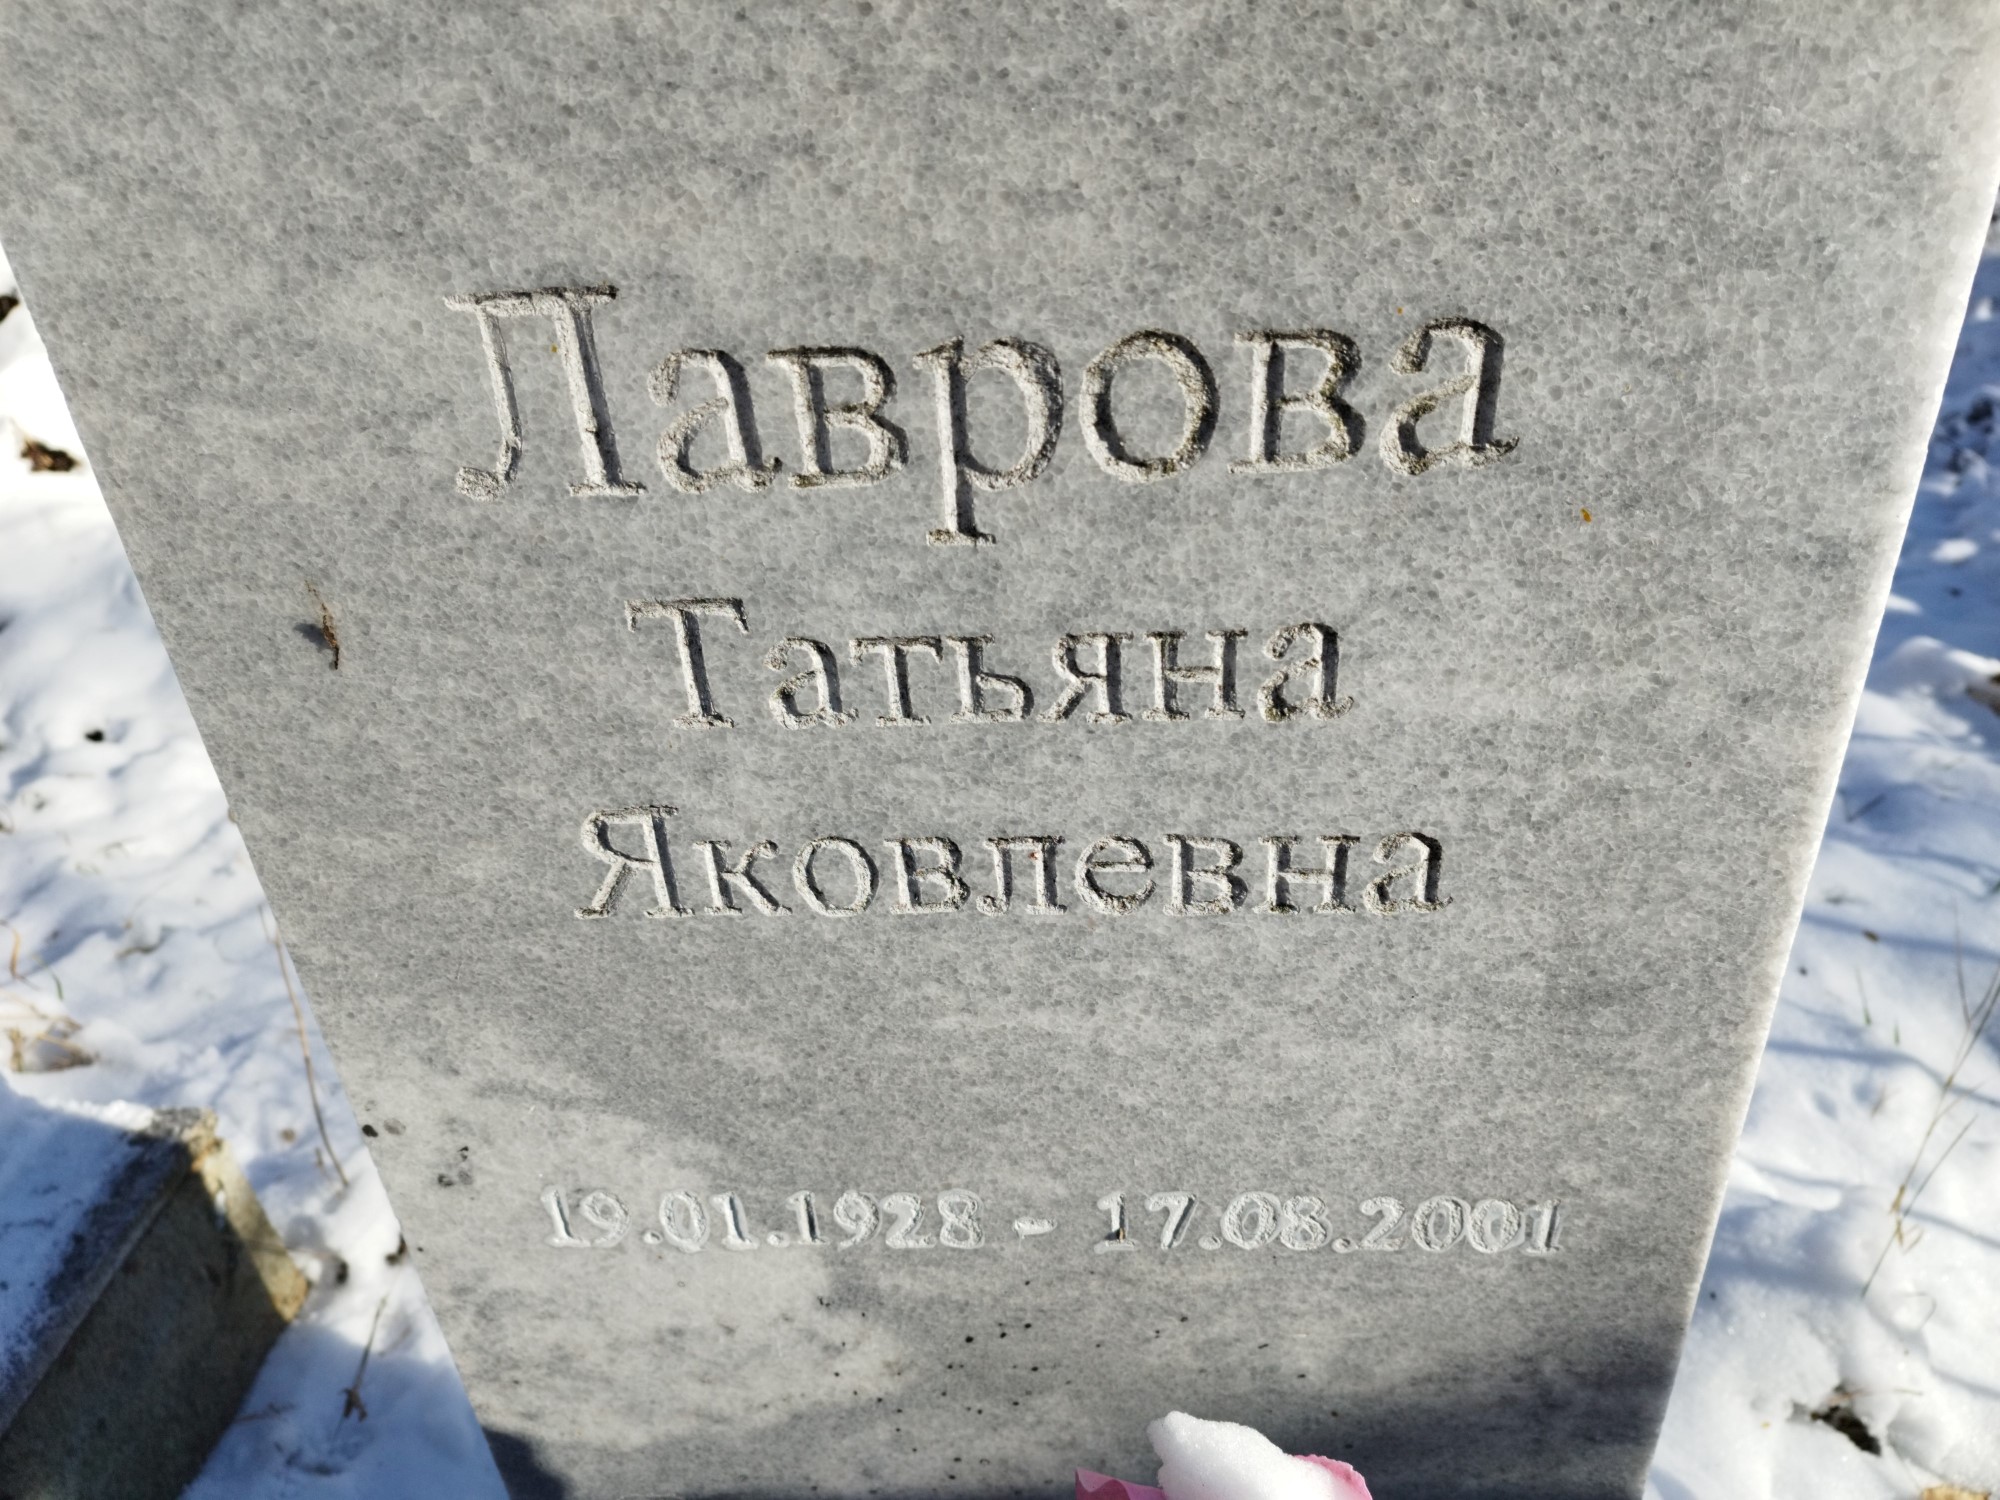 Лаврова
Татьяна
Яковлевна
19.01.1928 - 17.08.2001